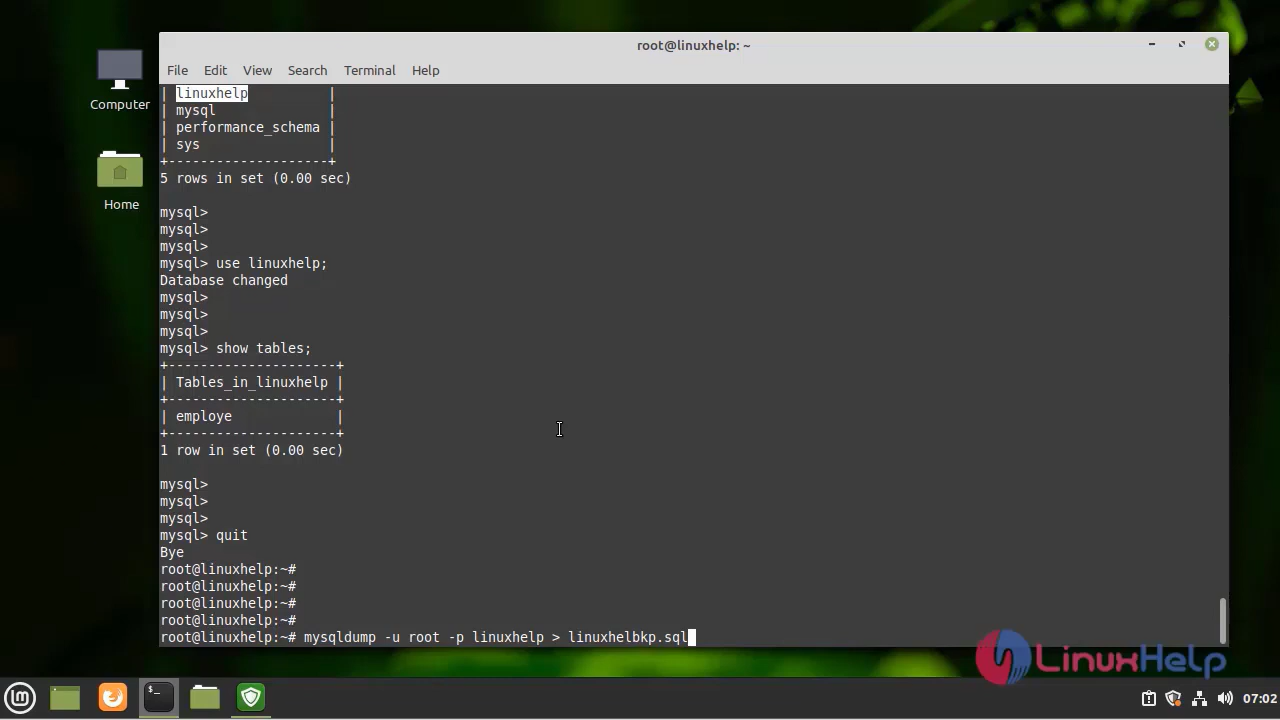 root@linuxhelp: ~
File Edit View Search Terminal Help
Computer
Home
| linuxhelp          |
| mysql              |
| performance_schema |
| sys                |
+--------------------+
5 rows in set (0.00 sec)
mysql>
mysql>
mysql>
mysql> use linuxhelp;
Database changed
mysql>
mysql>
mysql>
mysql> show tables;
+---------------------+
| Tables_in_linuxhelp |
+---------------------+
| employe             |
+---------------------+
1 row in set (0.00 sec)
mysql>
mysql>
mysql>
mysql> quit
Bye
root@linuxhelp:~#
root@linuxhelp:~#
root@linuxhelp:~#
root@linuxhelp:~#
root@linuxhelp:~# mysqldump -u root -p linuxhelp > linuxhelbkp.sql
LinuxHelp
07:02